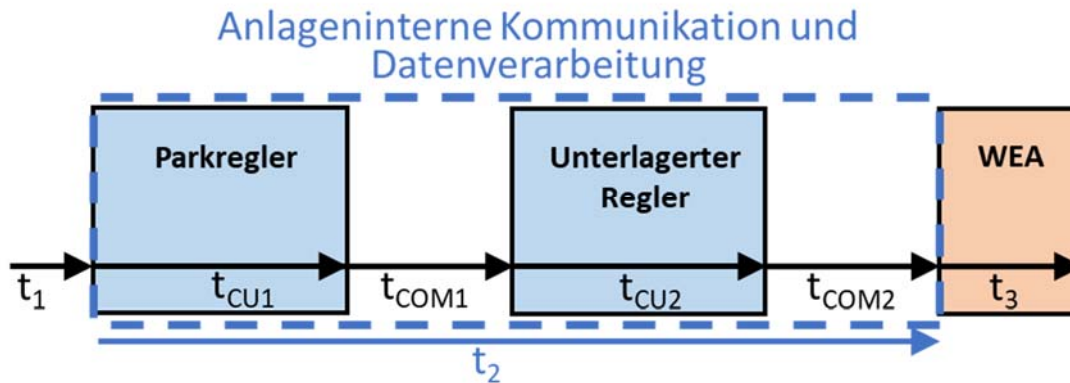 Anlageninterne Kommunikation und
Datenverarbeitung
Parkregler
Unterlagerter
Regler
WEA
t1
tCU1
tCOM1
tCU2
tCOM2
t3
t2